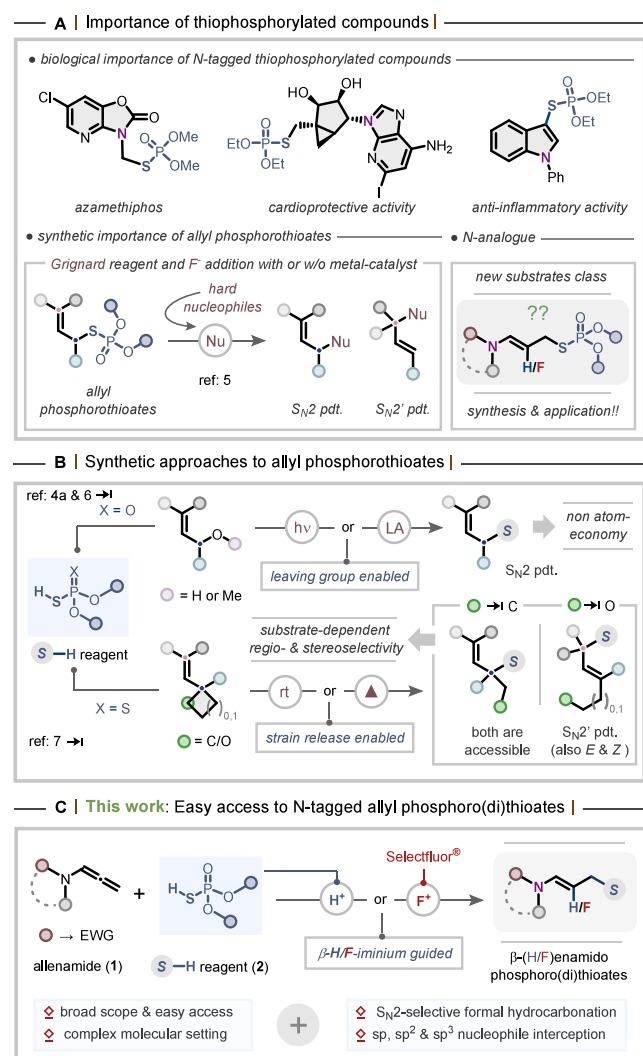 A | Importance of thiophosphorylated compounds |
● biological importance of N-tagged thiophosphorylated compounds
Cl
N
O
O
N
S
P
O
OMe
OMe
azamethiphos
HO
OH
O
EtO
P
S
OEt
N
N
N
NH2
I
cardioprotective activity
O
S
P
OEt
OEt
N
Ph
anti-inflammatory activity
● synthetic importance of allyl phosphorothioates
● N-analogue
Grignard reagent and F- addition with or w/o metal-catalyst
S
O
P
O
O
allyl
phosphorothioates
hard
nucleophiles
Nu
ref: 5
Nu
SN2 pdt.
Nu
SN2' pdt.
new substrates class
??
N
S
P
O
O
O
H/F
synthesis & application!!
B | Synthetic approaches to allyl phosphorothioates |
ref: 4a & 6
X = O
X
HS
P
O
O
S–H reagent
X = S
ref: 7
O
= H or Me
hν or LA
leaving group enabled
S
SN2 pdt.
non atom-
economy
substrate-dependent
regio- & stereoselectivity
0,1
= C/O
rt or ▲
strain release enabled
C
O
S
both are
accessible
S
0,1
SN2' pdt.
(also E & Z )
C | This work: Easy access to N-tagged allyl phosphoro(di)thioates |
N
→ EWG
allenamide (1)
+
H
S
P
O
O
O
S–H reagent (2)
Selectfluor®
H+ or F+
β-H/F-iminium guided
N
S
H/F
β-(H/F)enamido
phosphoro(di)thioates
broad scope & easy access
complex molecular setting
+
SN2-selective formal hydrocarbonation
sp, sp2 & sp3 nucleophile interception